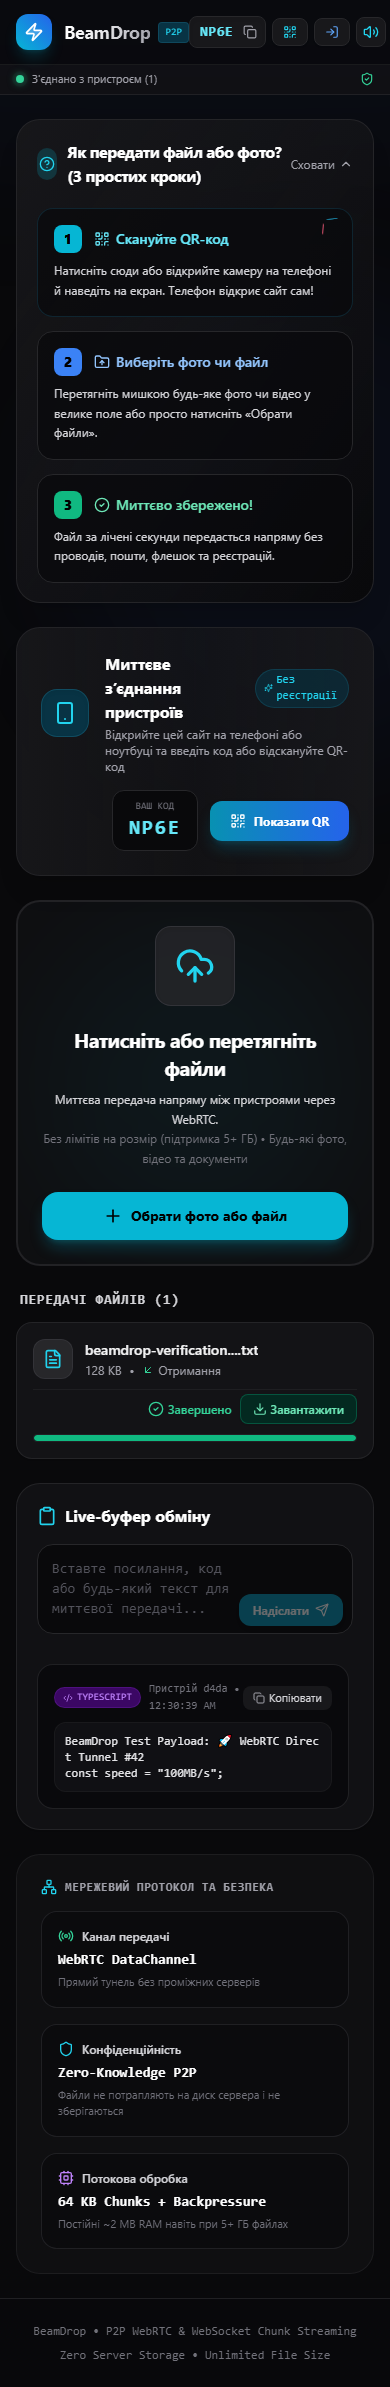 BeamDrop P2P NP6E
З'єднано з пристроєм (1)
Як передати файл або фото?
(3 простих кроки)
Сховати
1 Скануйте QR-код
Натисніть сюди або відкрийте камеру на телефоні
й наведіть на екран. Телефон відкриє сайт сам!
2 Виберіть фото чи файл
Перетягніть мишкою будь-яке фото чи відео у
велике поле або просто натисніть «Обрати
файли».
3 Миттєво збережено!
Файл за лічені секунди передасться напряму без
проводів, пошти, флешок та реєстрацій.
Миттєве
з’єднання
пристроїв
Без
реєстрації
Відкрийте цей сайт на телефоні або
ноутбуці та введіть код або відскануйте QR-
код
ВАШ КОД
NP6E
Показати QR
Натисніть або перетягніть
файли
Миттєва передача напряму між пристроями через
WebRTC.
Без лімітів на розмір (підтримка 5+ ГБ) • Будь-які фото,
відео та документи
Обрати фото або файл
ПЕРЕДАЧІ ФАЙЛІВ (1)
beamdrop-verification....txt
128 KB • Отримання
Завершено Завантажити
Live-буфер обміну
Вставте посилання, код
або будь-який текст для
миттєвої передачі...
Надіслати
TYPESCRIPT
Пристрій d4da •
12:30:39 AM
Копіювати
BeamDrop Test Payload: 🚀 WebRTC Direc
t Tunnel #42
const speed = "100MB/s";
МЕРЕЖЕВИЙ ПРОТОКОЛ ТА БЕЗПЕКА
Канал передачі
WebRTC DataChannel
Прямий тунель без проміжних серверів
Конфіденційність
Zero-Knowledge P2P
Файли не потрапляють на диск сервера і не
зберігаються
Потокова обробка
64 KB Chunks + Backpressure
Постійні ~2 MB RAM навіть при 5+ ГБ файлах
BeamDrop • P2P WebRTC & WebSocket Chunk Streaming
Zero Server Storage • Unlimited File Size